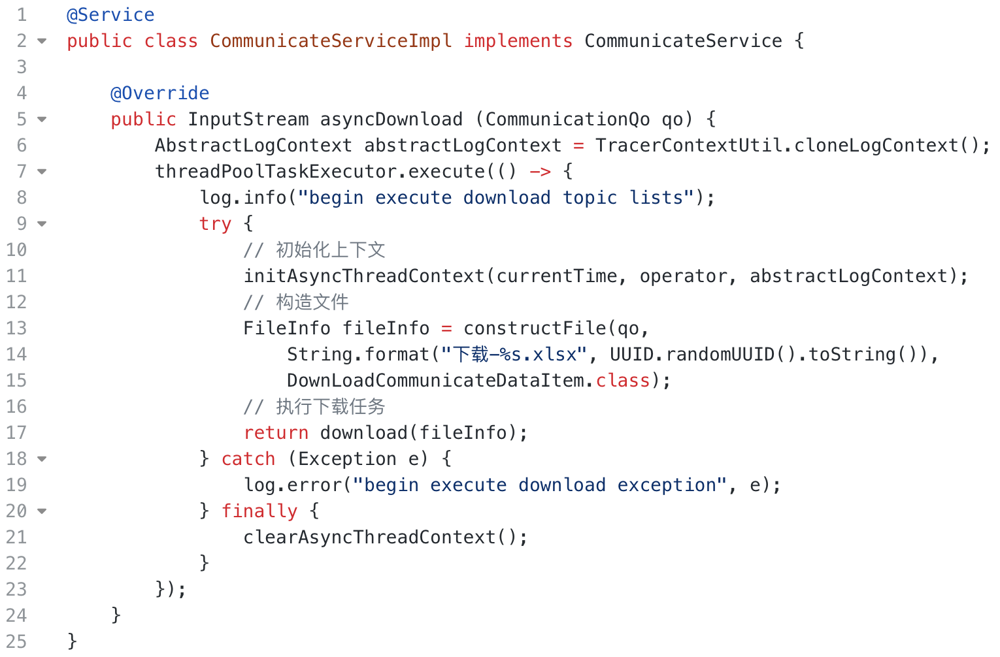 1 @Service
2 public class CommunicateServiceImpl implements CommunicateService {
3
4 @Override
5 public InputStream asyncDownload (CommunicationQo qo) {
6 AbstractLogContext abstractLogContext = TracerContextUtil.cloneLogContext();
7 threadPoolTaskExecutor.execute(() -> {
8 log.info("begin execute download topic lists");
9 try {
10 // 初始化上下文
11 initAsyncThreadContext(currentTime, operator, abstractLogContext);
12 // 构造文件
13 FileInfo fileInfo = constructFile(qo,
14 String.format("下载-%s.xlsx", UUID.randomUUID().toString()),
15 DownLoadCommunicateDataItem.class);
16 // 执行下载任务
17 return download(fileInfo);
18 } catch (Exception e) {
19 log.error("begin execute download exception", e);
20 } finally {
21 clearAsyncThreadContext();
22 }
23 });
24 }
25 }